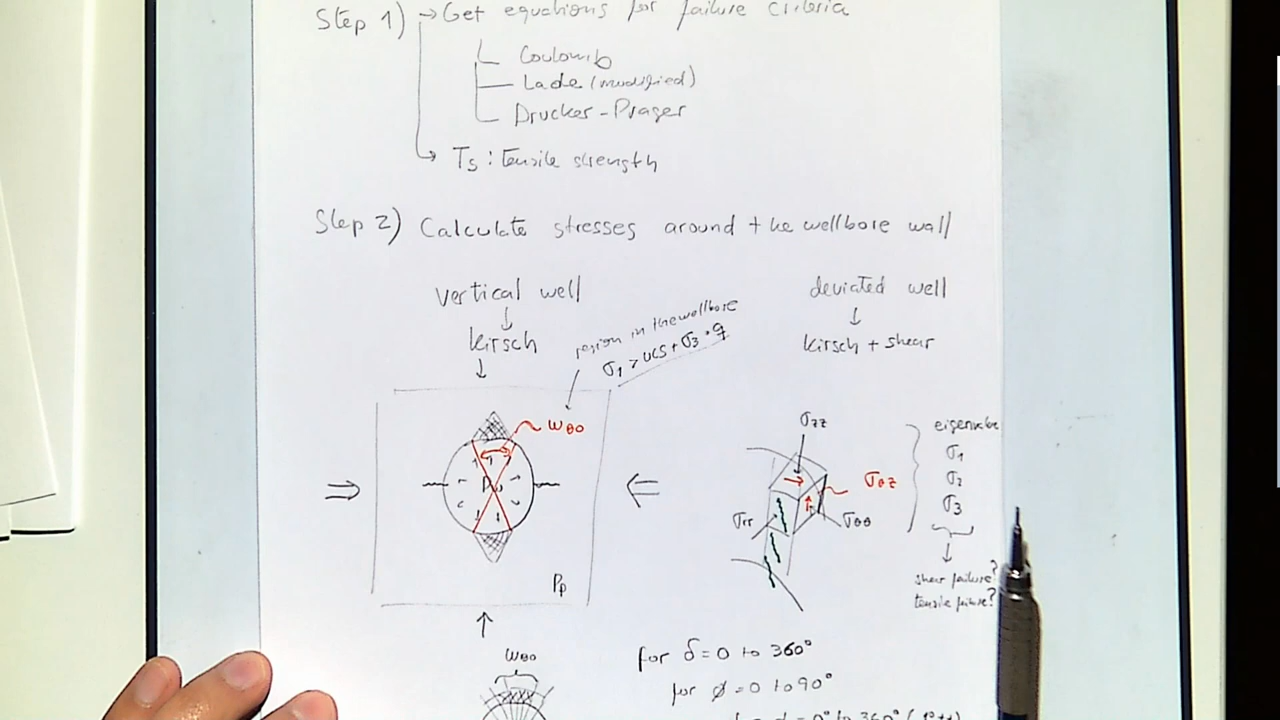 Step 1) → Get equations for failure criteria
Coulomb
Lade (modified)
Drucker-Prager
→ Ts : tensile strength
Step 2) Calculate stresses around the wellbore wall
vertical well
↓
kirsch
↓
region in the wellbore
σ1 > UCS + σ3 · q
deviated well
↓
kirsch + shear
wBO
Pp
wBO
σzz
σθz
σrr
σθθ
σ1
σ2
σ3
shear failure?
tensile failure?
for δ = 0 to 360°
for φ = 0 to 90°